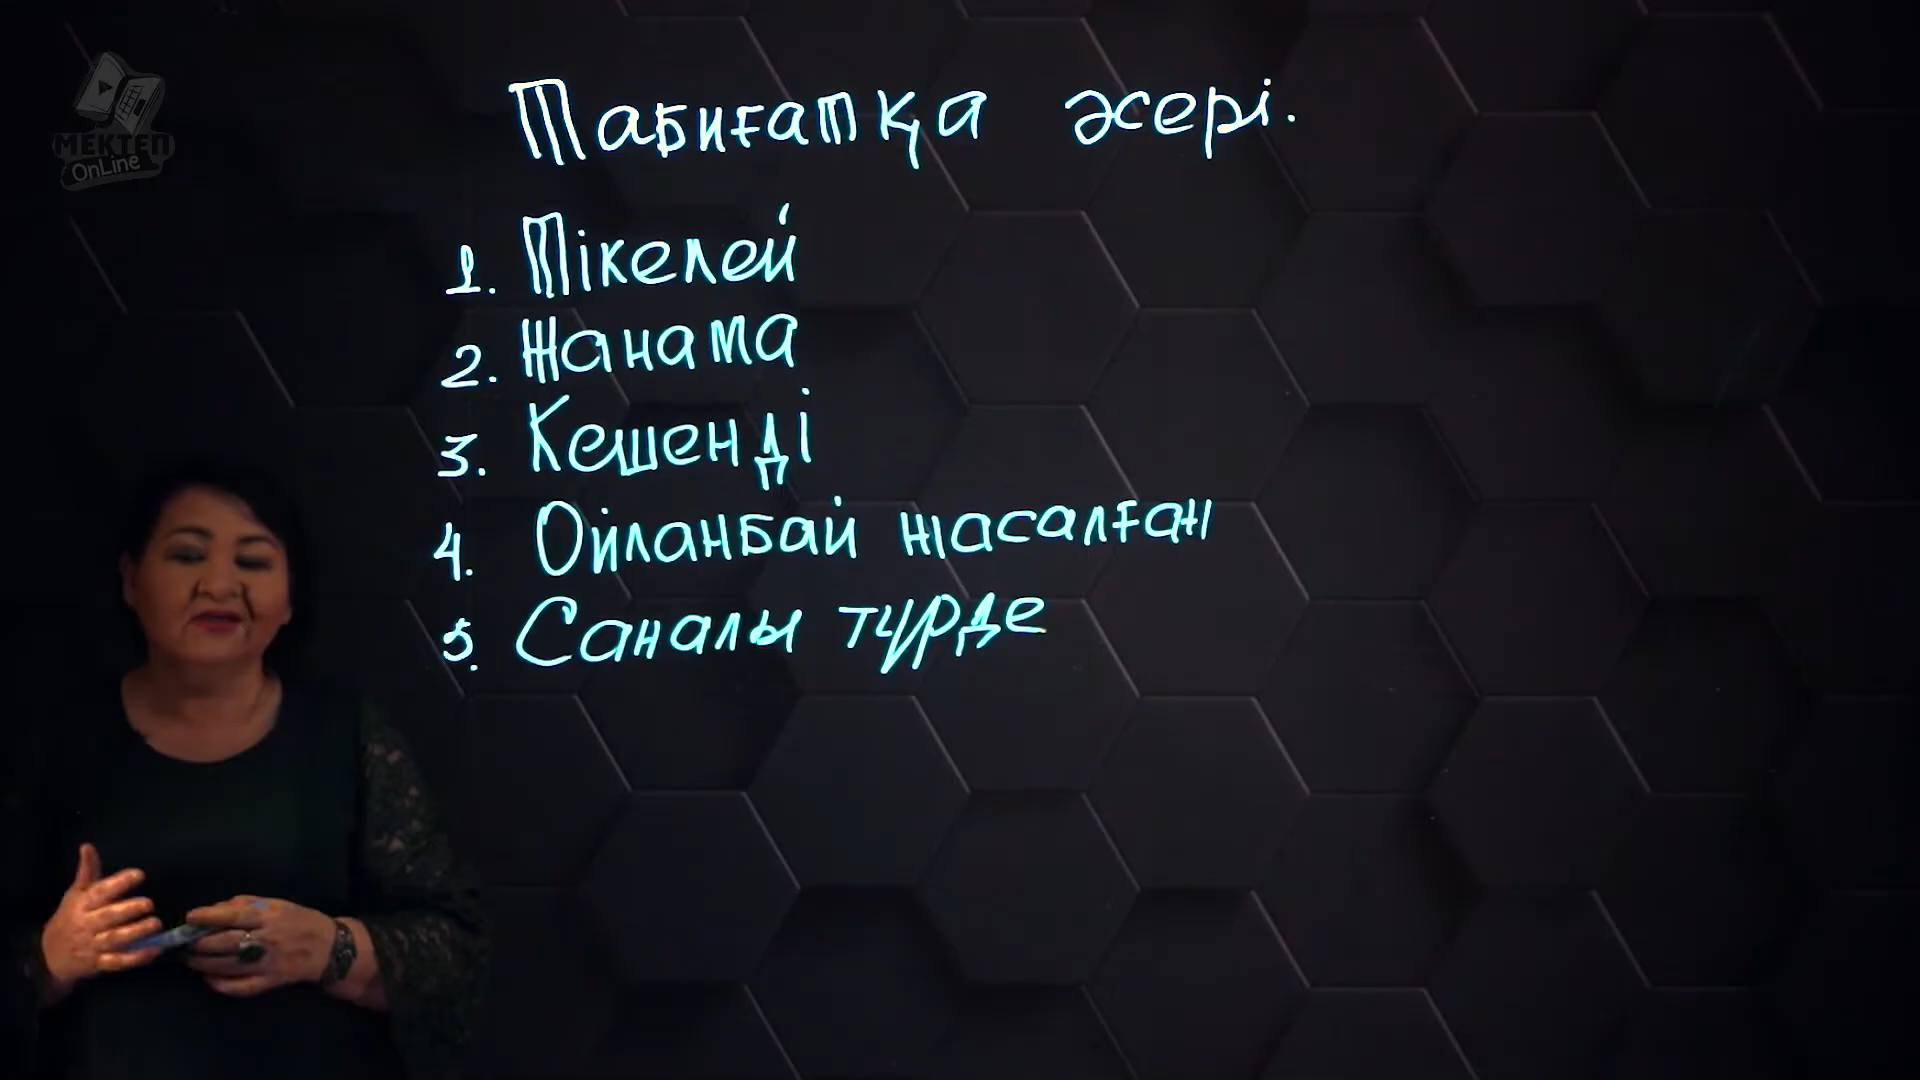 МЕКТЕП
OnLine
Табиғатқа әсері.
1. Тікелей
2. Жанама
3. Кешенді
4. Ойланбай жасалған
5. Саналы түрде